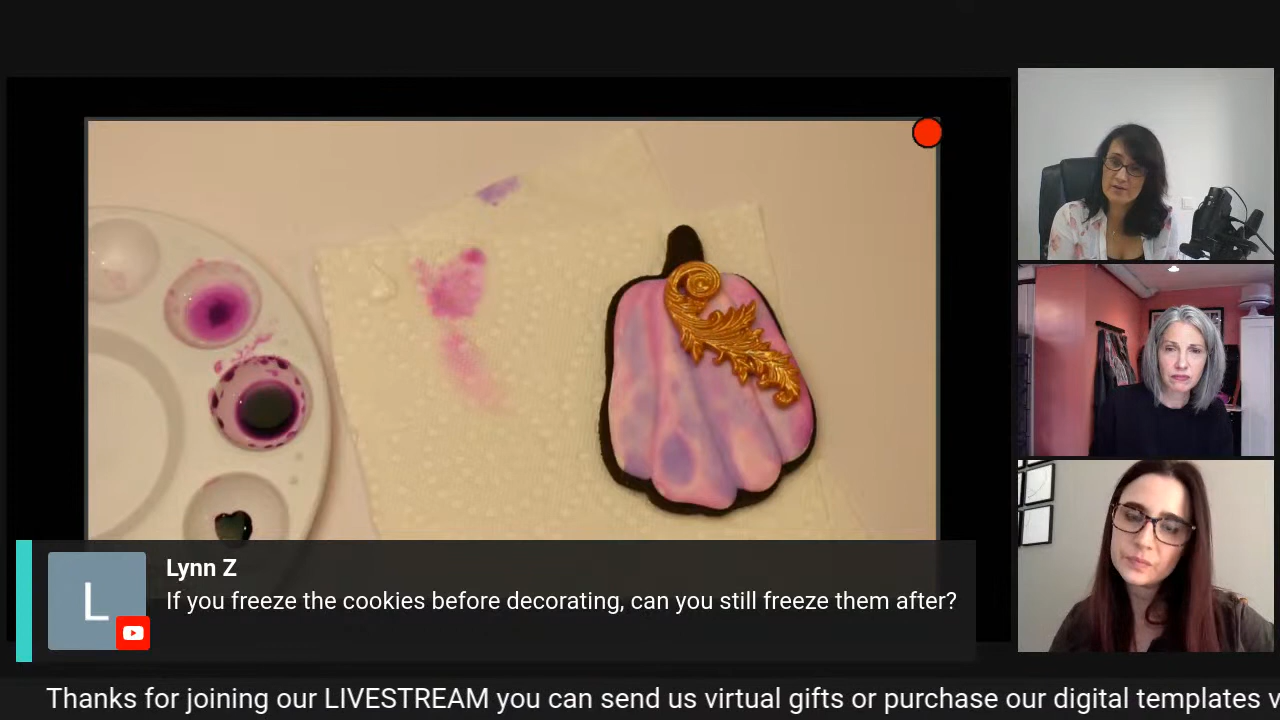 L
Lynn Z
If you freeze the cookies before decorating, can you still freeze them after?
Thanks for joining our LIVESTREAM you can send us virtual gifts or purchase our digital templates